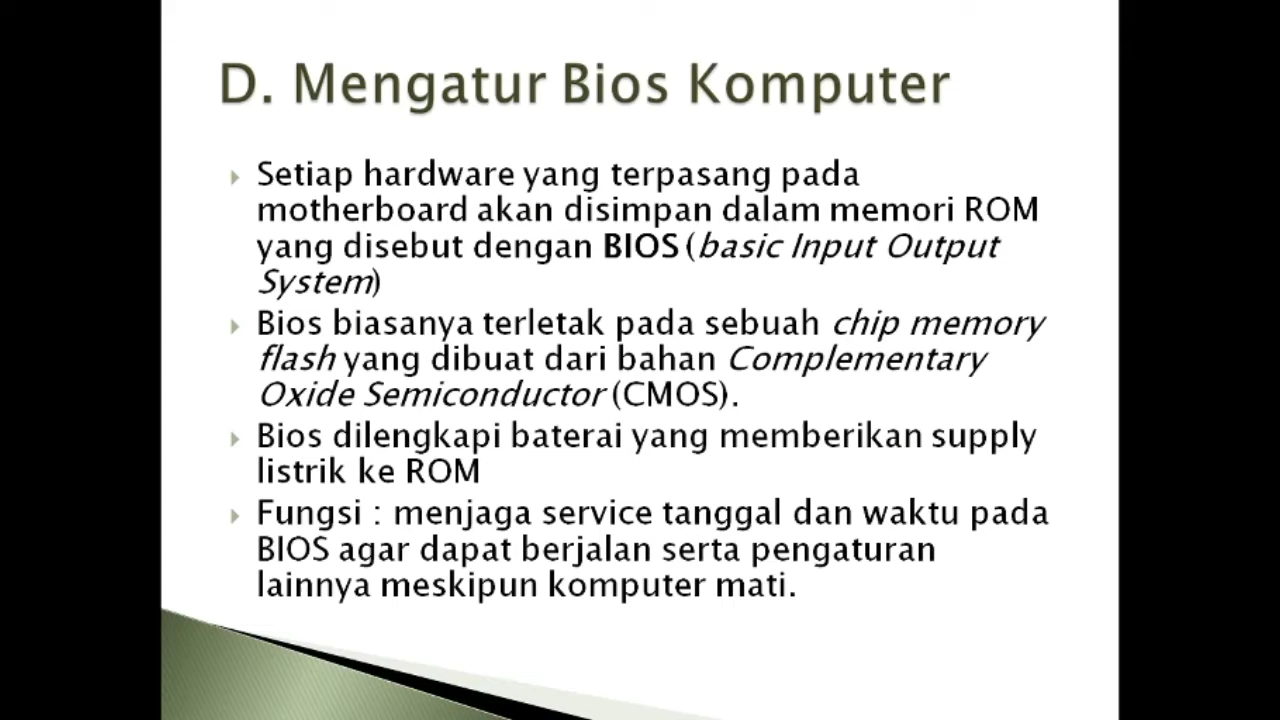 D. Mengatur Bios Komputer
Setiap hardware yang terpasang pada
motherboard akan disimpan dalam memori ROM
yang disebut dengan BIOS (basic Input Output
System)
Bios biasanya terletak pada sebuah chip memory
flash yang dibuat dari bahan Complementary
Oxide Semiconductor (CMOS).
Bios dilengkapi baterai yang memberikan supply
listrik ke ROM
Fungsi : menjaga service tanggal dan waktu pada
BIOS agar dapat berjalan serta pengaturan
lainnya meskipun komputer mati.